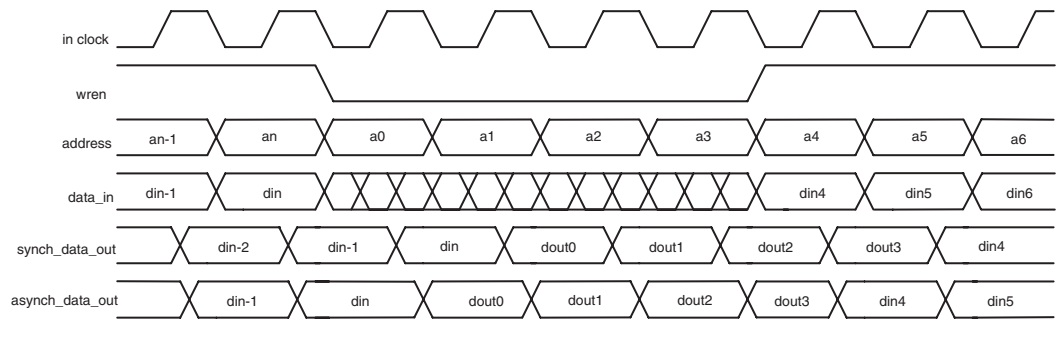 in clock
wren
address an-1 an a0 a1 a2 a3 a4 a5 a6
data_in din-1 din din4 din5 din6
synch_data_out din-2 din-1 din dout0 dout1 dout2 dout3 din4
asynch_data_out din-1 din dout0 dout1 dout2 dout3 din4 din5